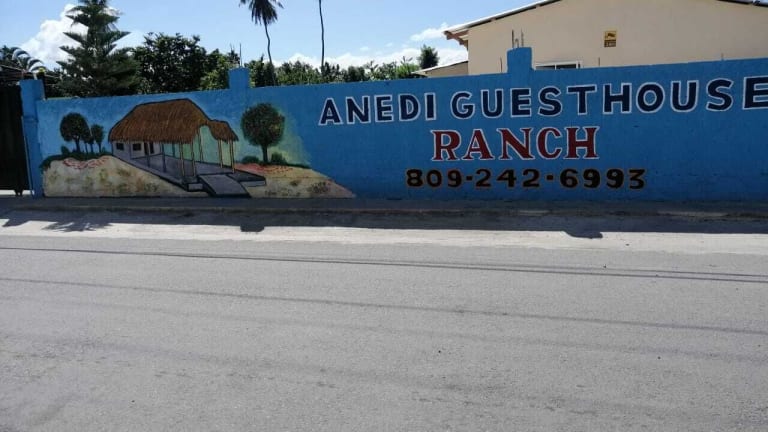 ANEDI GUESTHOUSE
RANCH
809-242-6993